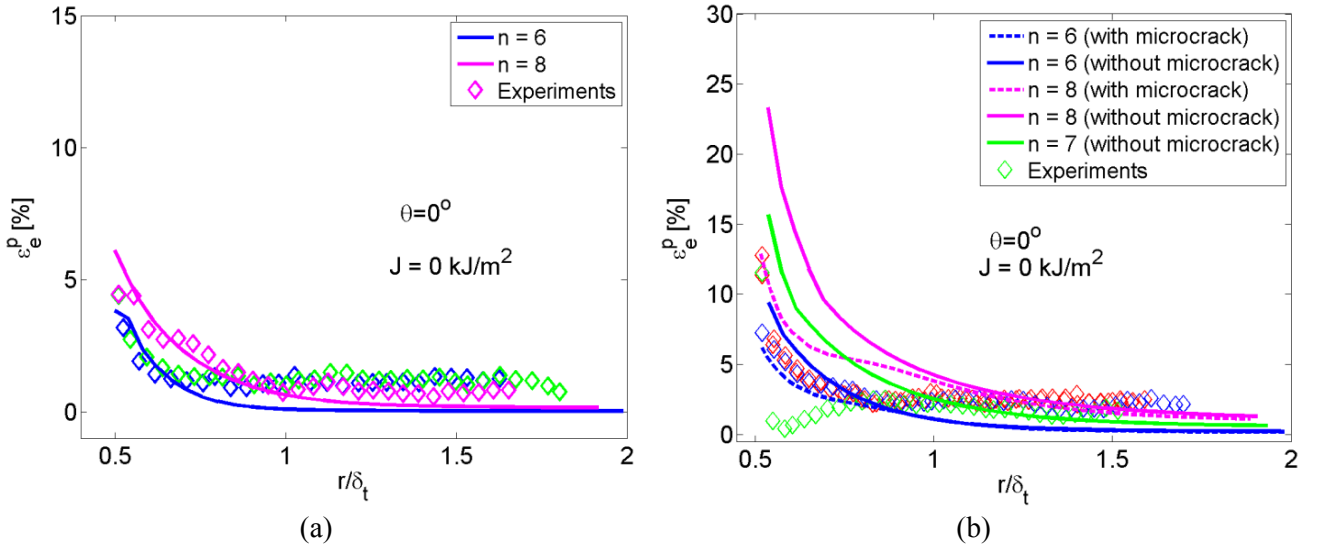 15
10
5
0
0.5
1
1.5
2
ε_e^p [%]
r/δ_t
n = 6
n = 8
Experiments
θ=0°
J = 0 kJ/m²
(a)
30
25
20
15
10
5
0
0.5
1
1.5
2
ε_e^p [%]
r/δ_t
n = 6 (with microcrack)
n = 6 (without microcrack)
n = 8 (with microcrack)
n = 8 (without microcrack)
n = 7 (without microcrack)
Experiments
θ=0°
J = 0 kJ/m²
(b)